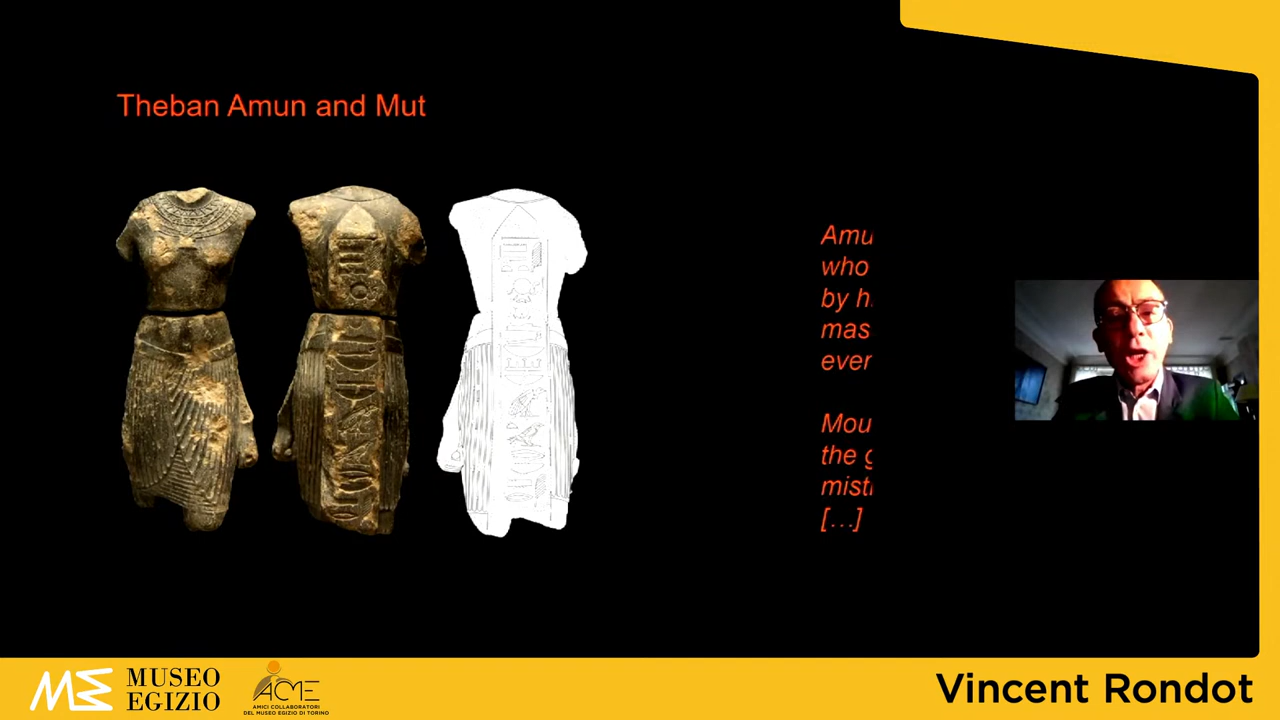 Theban Amun and Mut
Amu
who
by h
mas
ever
Mou
the g
mist
[…]
MUSEO
EGIZIO
ACME
AMICI COLLABORATORI
DEL MUSEO EGIZIO DI TORINO
Vincent Rondot